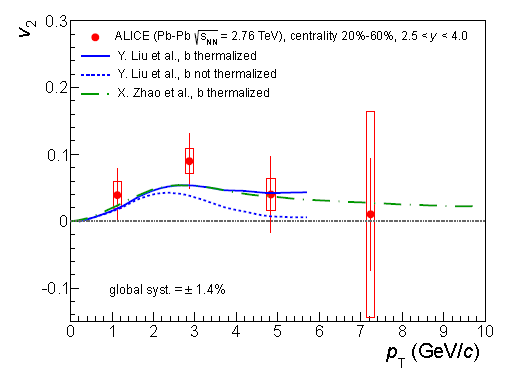 v2
0.3
ALICE (Pb-Pb √sNN = 2.76 TeV), centrality 20%-60%, 2.5 < y < 4.0
Y. Liu et al., b thermalized
Y. Liu et al., b not thermalized
X. Zhao et al., b thermalized
0.2
0.1
0
-0.1
global syst. = ± 1.4%
0 1 2 3 4 5 6 7 8 9 10
pT (GeV/c)